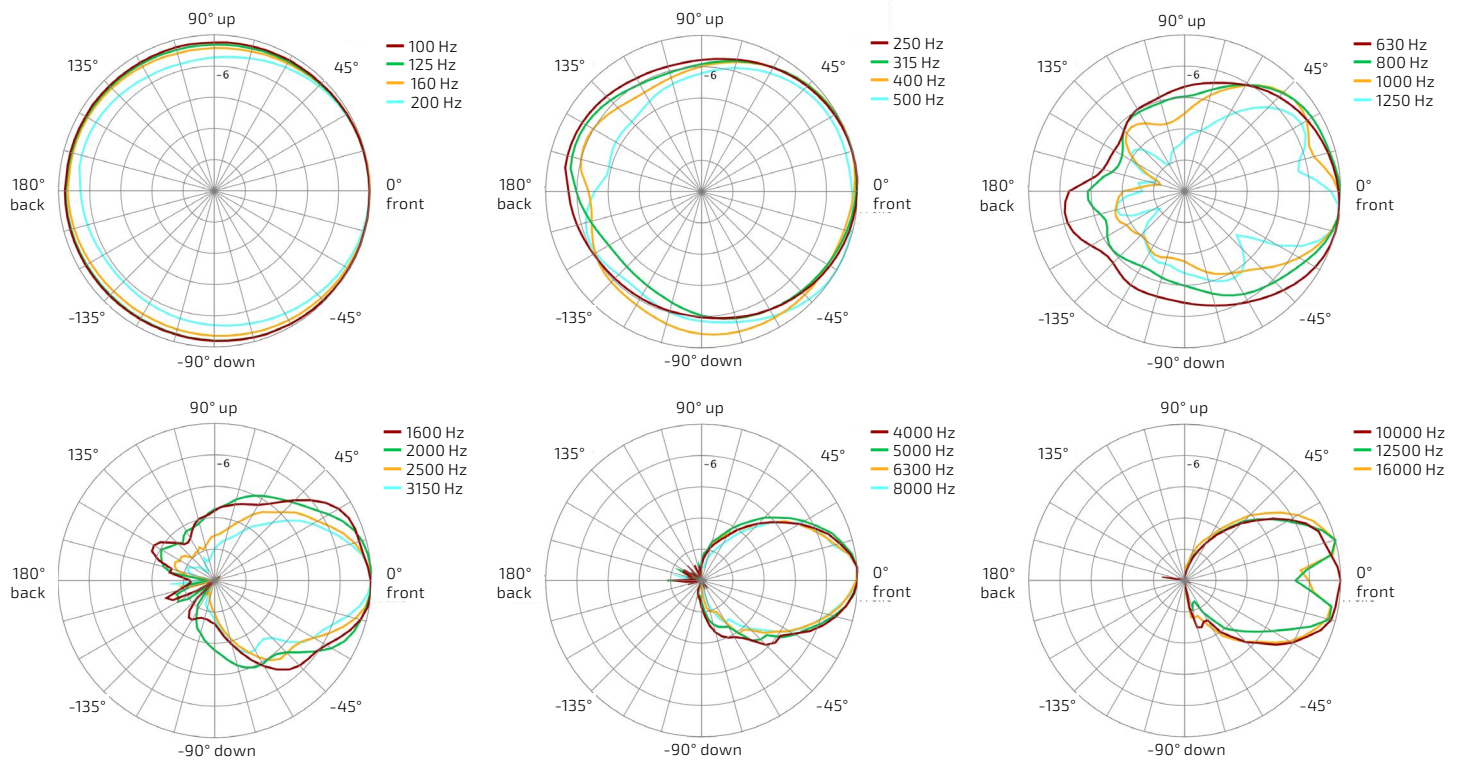 90° up
135°
45°
-6
180°
back
0°
front
-135°
-45°
-90° down
100 Hz
125 Hz
160 Hz
200 Hz
90° up
135°
45°
-6
180°
back
0°
front
-135°
-45°
-90° down
250 Hz
315 Hz
400 Hz
500 Hz
90° up
135°
45°
-6
180°
back
0°
front
-135°
-45°
-90° down
630 Hz
800 Hz
1000 Hz
1250 Hz
90° up
135°
45°
-6
180°
back
0°
front
-135°
-45°
-90° down
1600 Hz
2000 Hz
2500 Hz
3150 Hz
90° up
135°
45°
-6
180°
back
0°
front
-135°
-45°
-90° down
4000 Hz
5000 Hz
6300 Hz
8000 Hz
90° up
135°
45°
-6
180°
back
0°
front
-135°
-45°
-90° down
10000 Hz
12500 Hz
16000 Hz